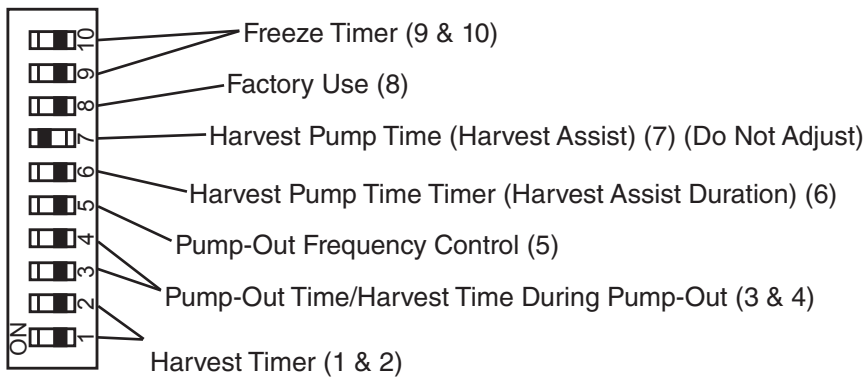 10
Freeze Timer (9 & 10)
9
8
Factory Use (8)
7
Harvest Pump Time (Harvest Assist) (7) (Do Not Adjust)
6
Harvest Pump Time Timer (Harvest Assist Duration) (6)
5
Pump-Out Frequency Control (5)
4
3
Pump-Out Time/Harvest Time During Pump-Out (3 & 4)
2
ON
1
Harvest Timer (1 & 2)